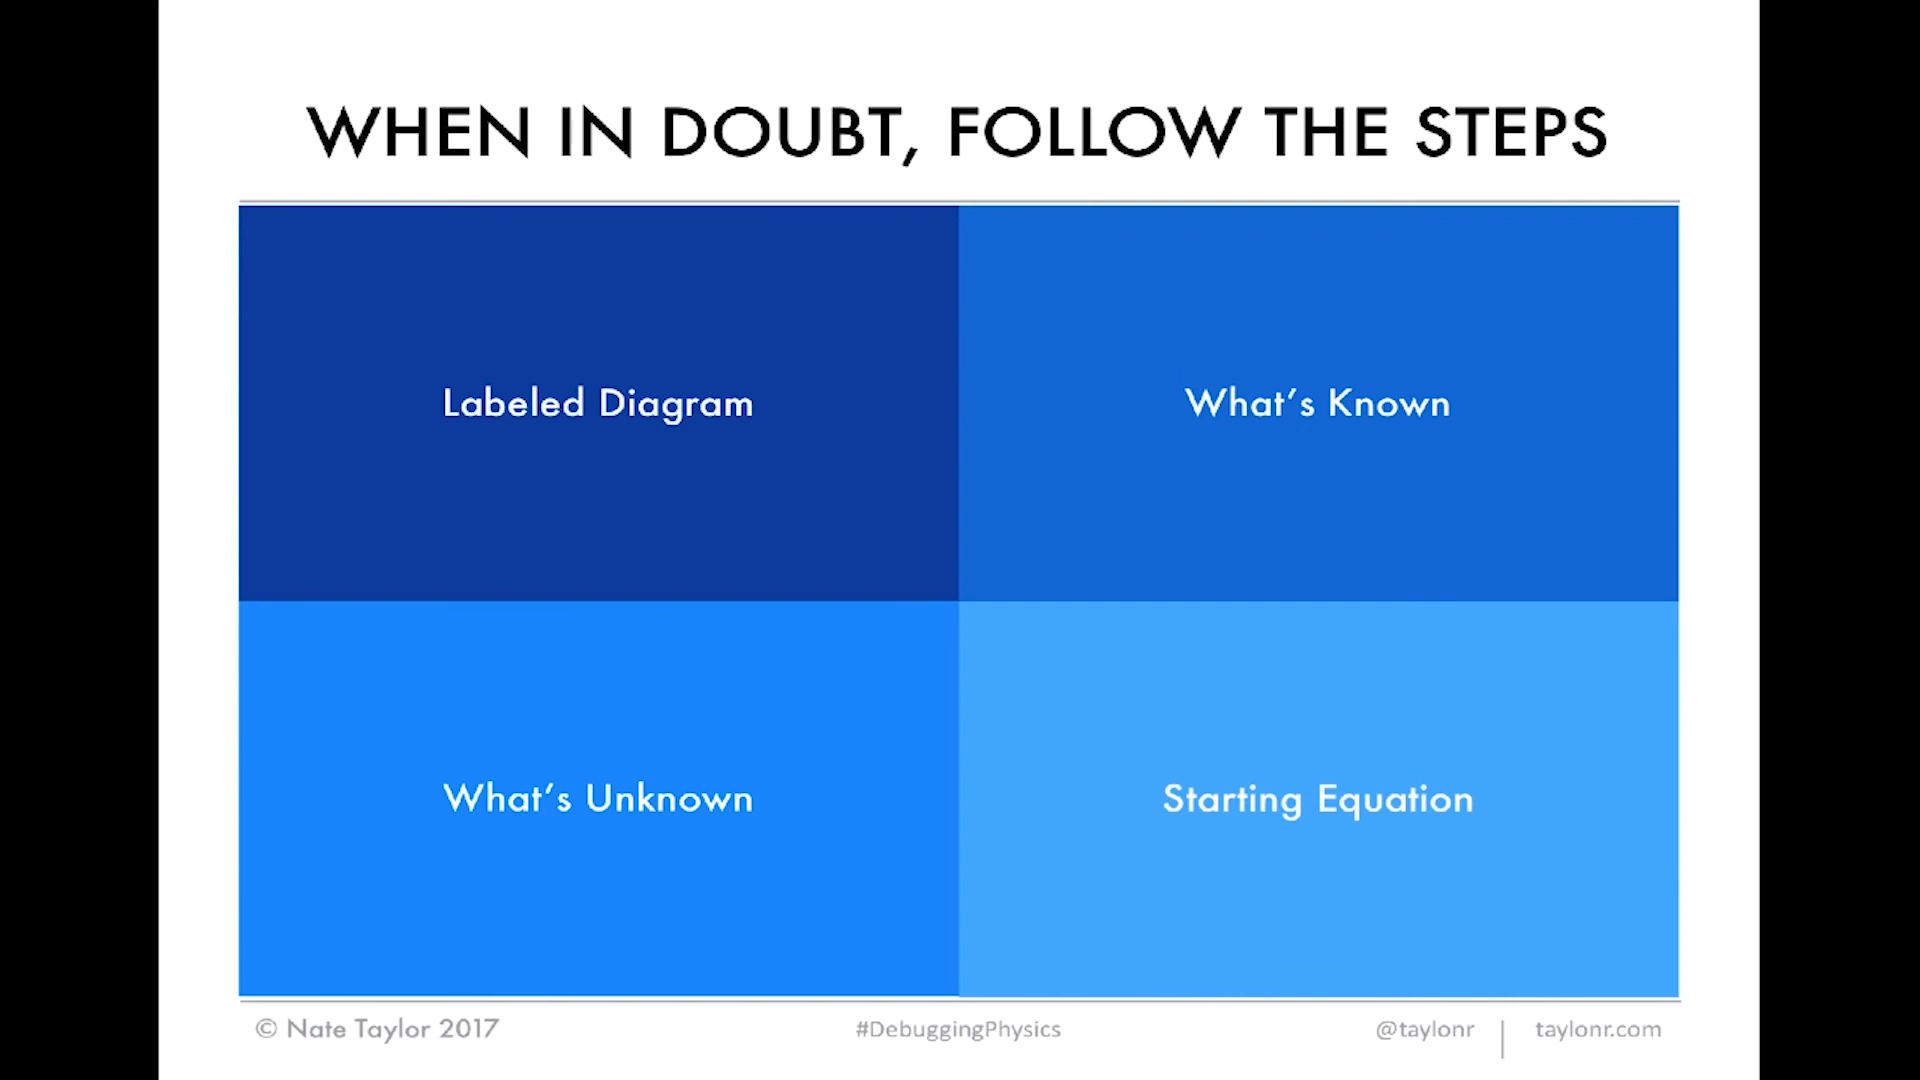 WHEN IN DOUBT, FOLLOW THE STEPS
Labeled Diagram
What’s Known
What’s Unknown
Starting Equation
© Nate Taylor 2017
#DebuggingPhysics
@taylonr | taylonr.com